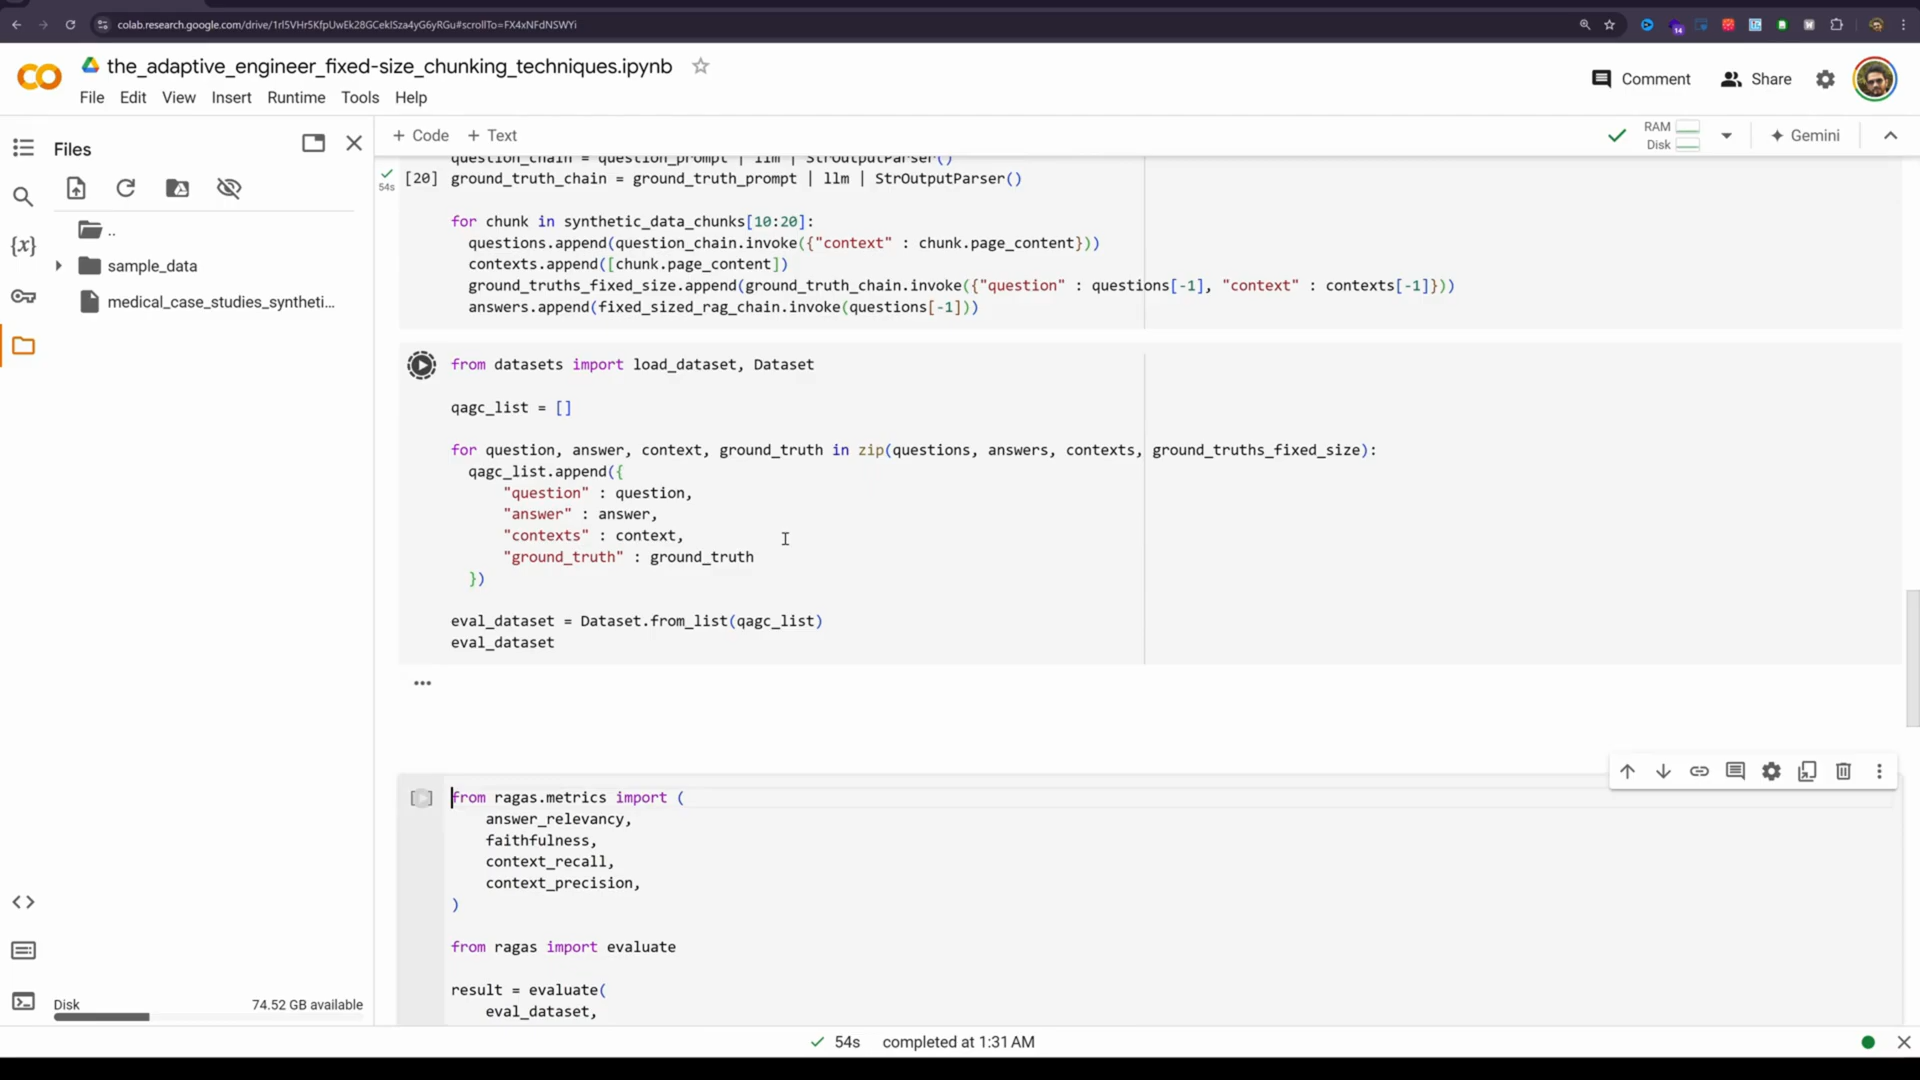 colab.research.google.com/drive/1rl5VHr5KfpUwEk28GCekISza4yG6yRGu#scrollTo=FX4xNFdNSWYi
the_adaptive_engineer_fixed-size_chunking_techniques.ipynb
Comment
Share
File Edit View Insert Runtime Tools Help
Files
+ Code + Text
RAM
Disk
Gemini
question_chain = question_prompt | llm | StrOutputParser()
54s
[20] ground_truth_chain = ground_truth_prompt | llm | StrOutputParser()
for chunk in synthetic_data_chunks[10:20]:
questions.append(question_chain.invoke({"context" : chunk.page_content}))
contexts.append([chunk.page_content])
ground_truths_fixed_size.append(ground_truth_chain.invoke({"question" : questions[-1], "context" : contexts[-1]}))
answers.append(fixed_sized_rag_chain.invoke(questions[-1]))
..
sample_data
medical_case_studies_syntheti...
from datasets import load_dataset, Dataset
qagc_list = []
for question, answer, context, ground_truth in zip(questions, answers, contexts, ground_truths_fixed_size):
qagc_list.append({
"question" : question,
"answer" : answer,
"contexts" : context,
"ground_truth" : ground_truth
})
eval_dataset = Dataset.from_list(qagc_list)
eval_dataset
...
[ ] from ragas.metrics import (
answer_relevancy,
faithfulness,
context_recall,
context_precision,
)
from ragas import evaluate
result = evaluate(
eval_dataset,
Disk 74.52 GB available
54s completed at 1:31 AM